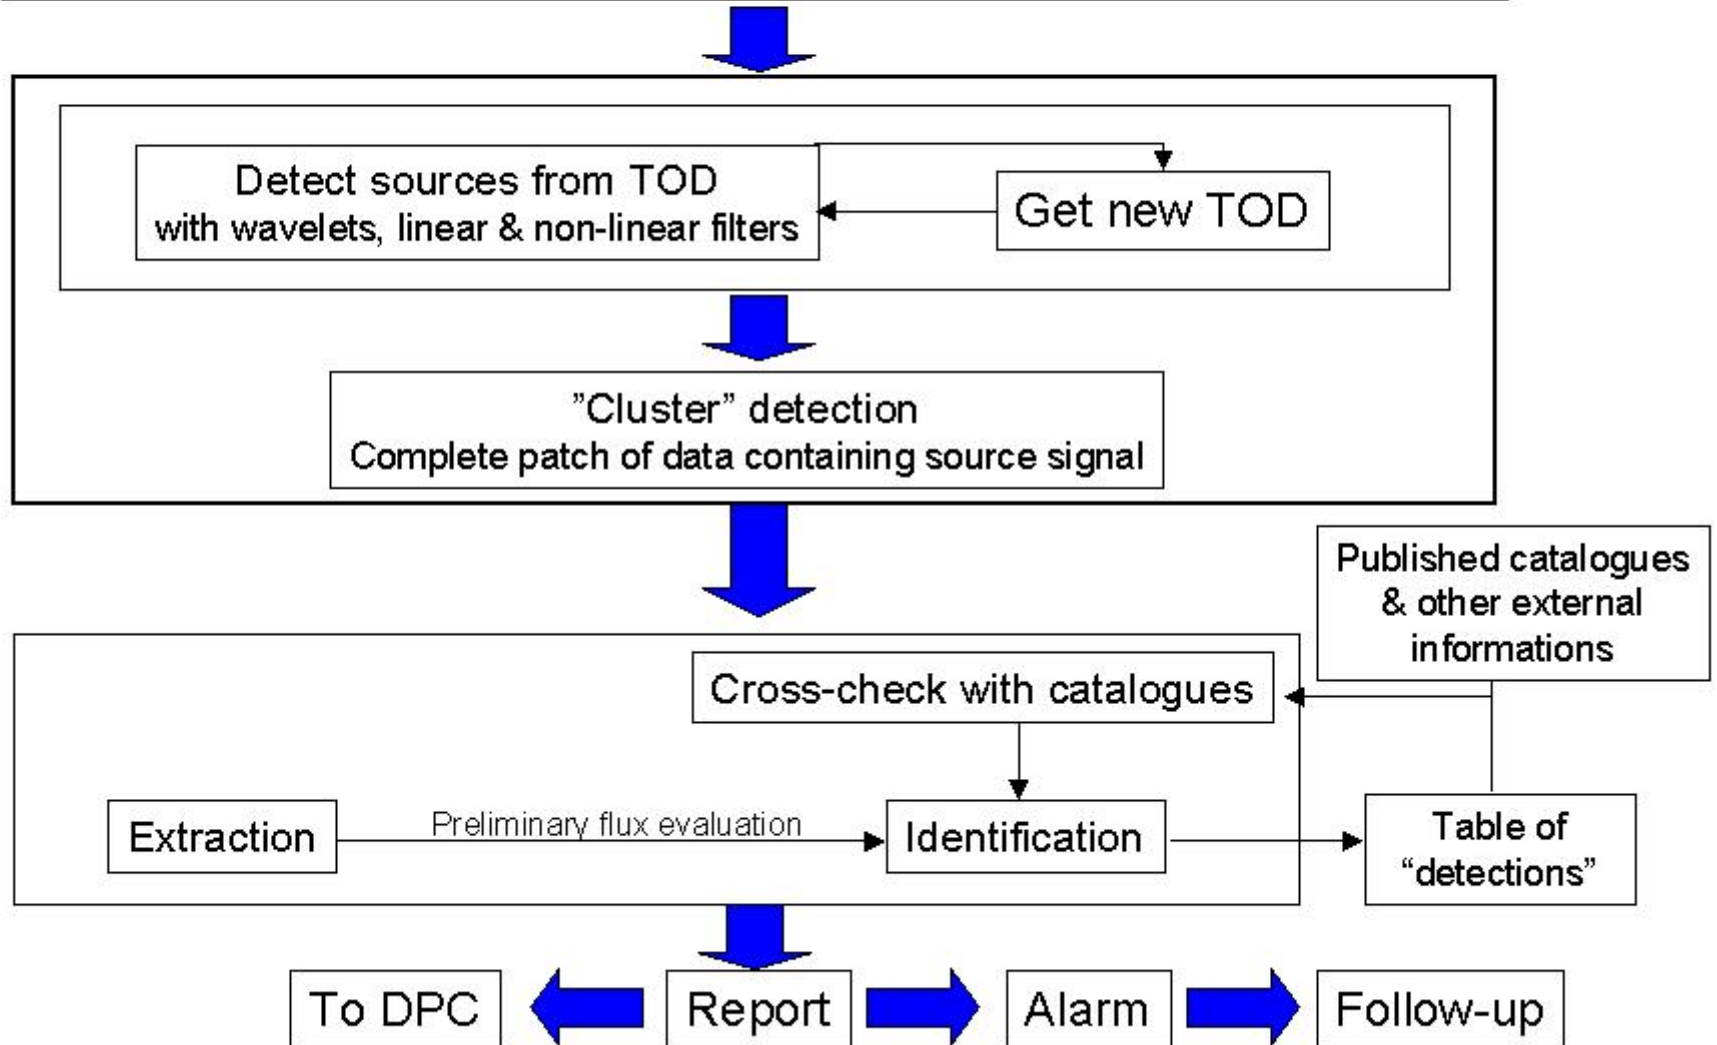 Detect sources from TOD
with wavelets, linear & non-linear filters
Get new TOD
”Cluster” detection
Complete patch of data containing source signal
Published catalogues
& other external
informations
Cross-check with catalogues
Extraction
Preliminary flux evaluation
Identification
Table of
“detections”
To DPC
Report
Alarm
Follow-up